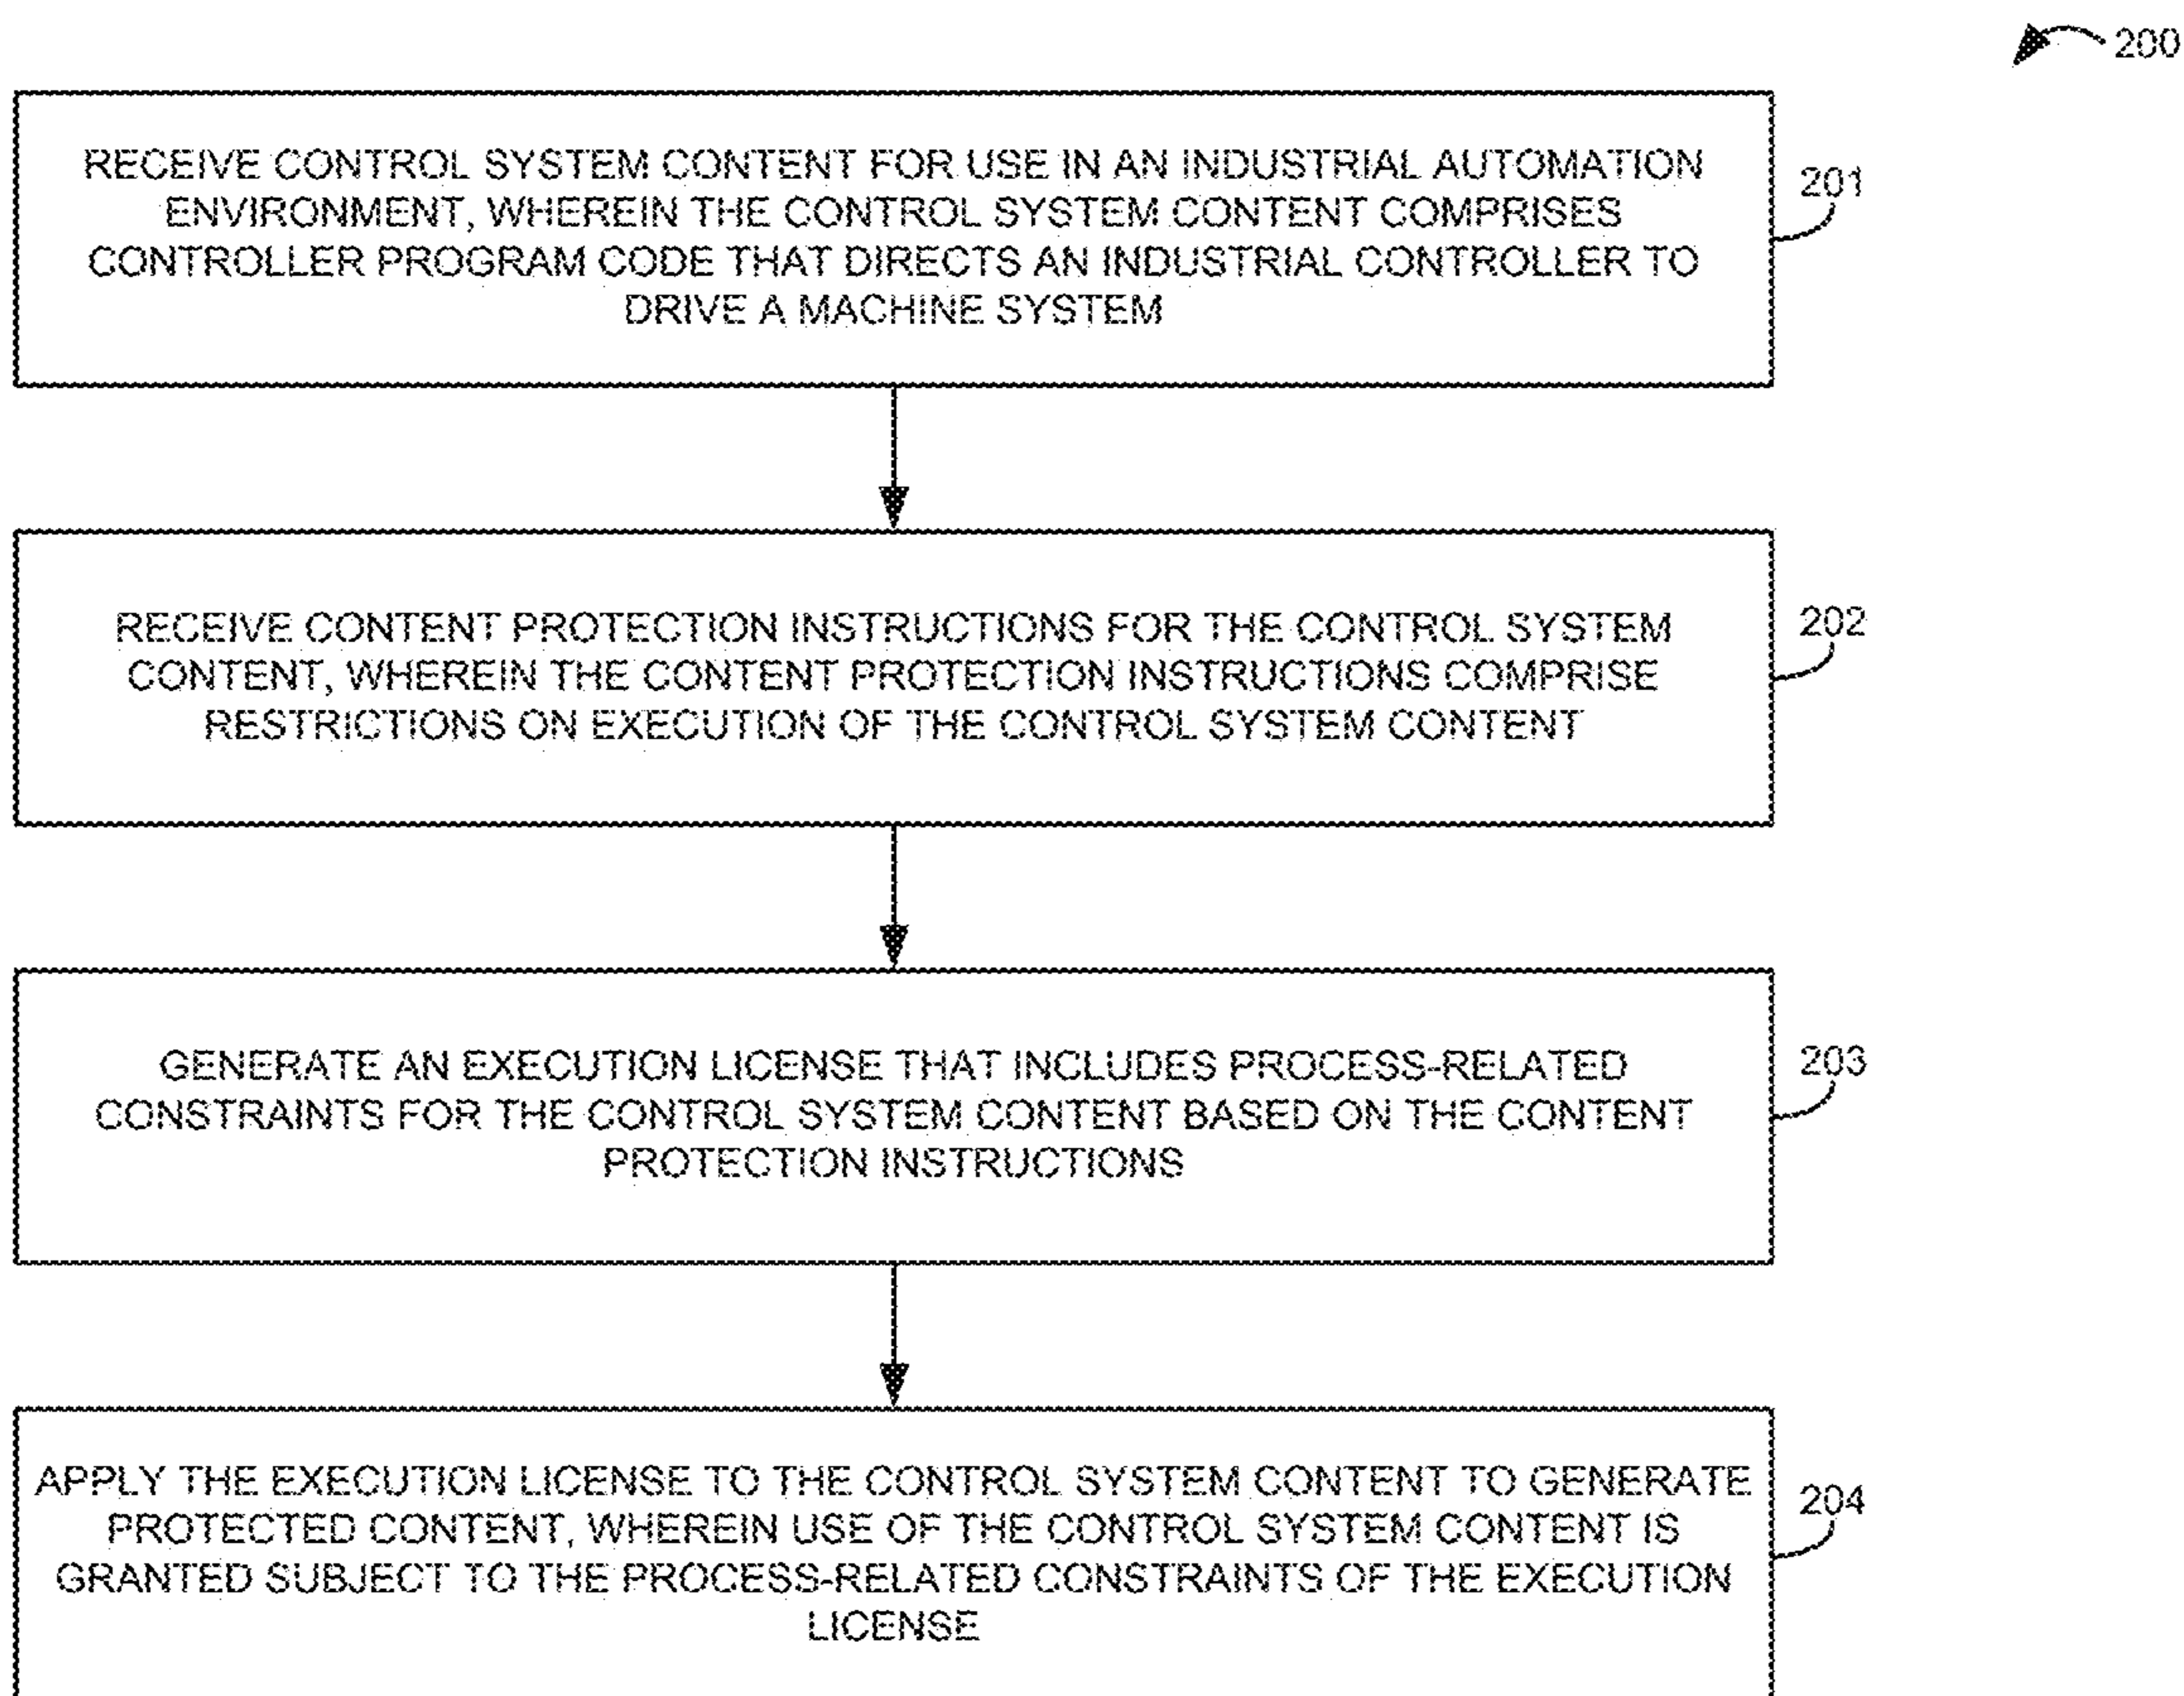 200
RECEIVE CONTROL SYSTEM CONTENT FOR USE IN AN INDUSTRIAL AUTOMATION
ENVIRONMENT, WHEREIN THE CONTROL SYSTEM CONTENT COMPRISES
CONTROLLER PROGRAM CODE THAT DIRECTS AN INDUSTRIAL CONTROLLER TO
DRIVE A MACHINE SYSTEM
201
RECEIVE CONTENT PROTECTION INSTRUCTIONS FOR THE CONTROL SYSTEM
CONTENT, WHEREIN THE CONTENT PROTECTION INSTRUCTIONS COMPRISE
RESTRICTIONS ON EXECUTION OF THE CONTROL SYSTEM CONTENT
202
GENERATE AN EXECUTION LICENSE THAT INCLUDES PROCESS-RELATED
CONSTRAINTS FOR THE CONTROL SYSTEM CONTENT BASED ON THE CONTENT
PROTECTION INSTRUCTIONS
203
APPLY THE EXECUTION LICENSE TO THE CONTROL SYSTEM CONTENT TO GENERATE
PROTECTED CONTENT, WHEREIN USE OF THE CONTROL SYSTEM CONTENT IS
GRANTED SUBJECT TO THE PROCESS-RELATED CONSTRAINTS OF THE EXECUTION
LICENSE
204